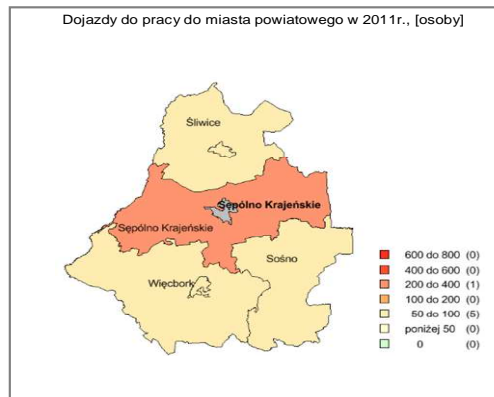 Dojazdy do pracy do miasta powiatowego w 2011r., [osoby]
Śliwice
Sępólno Krajeńskie
Sępólno Krajeńskie
Sośno
Więcbork
600 do 800 (0)
400 do 600 (0)
200 do 400 (1)
100 do 200 (0)
50 do 100 (5)
poniżej 50 (0)
0 (0)